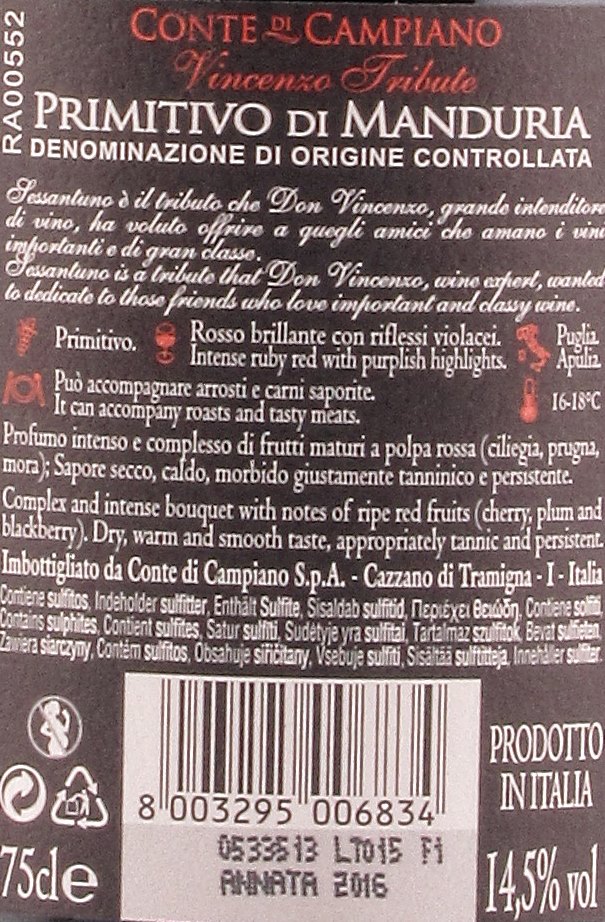 RA00552
CONTE DI CAMPIANO
Vincenzo Tribute
PRIMITIVO DI MANDURIA
DENOMINAZIONE DI ORIGINE CONTROLLATA
Sessantuno è il tributo che Don Vincenzo, grande intenditore
di vino, ha voluto offrire a quegli amici che amano i vini
importanti e di gran classe.
Sessantuno is a tribute that Don Vincenzo, wine expert, wanted
to dedicate to those friends who love important and classy wine.
Primitivo.
Rosso brillante con riflessi violacei.
Intense ruby red with purplish highlights.
Puglia.
Apulia.
Può accompagnare arrosti e carni saporite.
It can accompany roasts and tasty meats.
16-18°C
Profumo intenso e complesso di frutti maturi a polpa rossa (ciliegia, prugna,
mora); Sapore secco, caldo, morbido giustamente tanninico e persistente.
Complex and intense bouquet with notes of ripe red fruits (cherry, plum and
blackberry). Dry, warm and smooth taste, appropriately tannic and persistent.
Imbottigliato da Conte di Campiano S.p.A. - Cazzano di Tramigna - I - Italia
Contiene sulfitos, Indeholder sulfitter, Enthält Sulfite, Sisaldab sulfitid, Περιέχει Θειώδη, Contiene solfiti,
Contains sulphites, Contient sulfites, Satur sulfīti, Sudėtyje yra sulfitai, Tartalmaz szulfitok, Bevat sulfieten,
Zawiera siarczyny, Contém sulfitos, Obsahuje siřičitany, Vsebuje sulfiti, Sisältää sulfiitteja, Innehåller sulfiter.
8 003295 006834
0533513 L7015 F1
ANNATA 2016
PRODOTTO
IN ITALIA
75cl e
14,5% vol